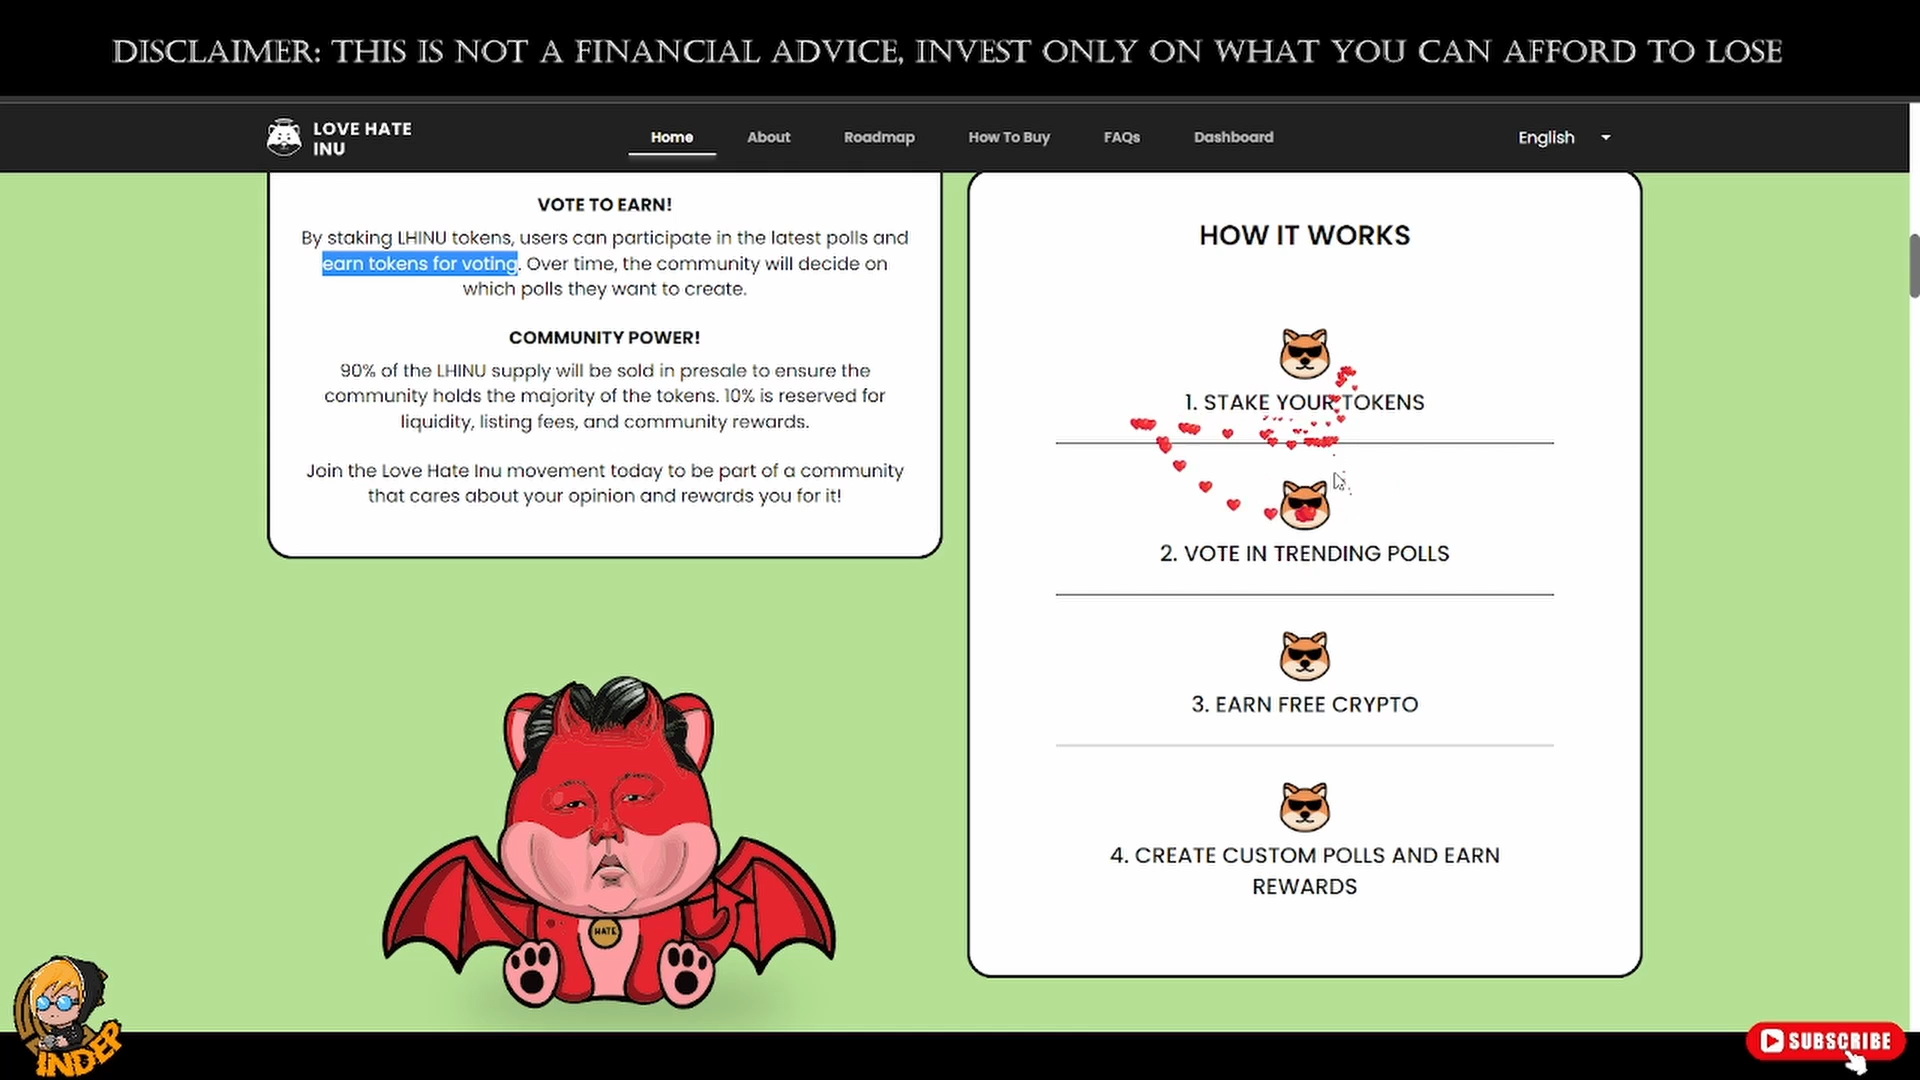 DISCLAIMER: THIS IS NOT A FINANCIAL ADVICE, INVEST ONLY ON WHAT YOU CAN AFFORD TO LOSE
LOVE HATE
INU
Home
About
Roadmap
How To Buy
FAQs
Dashboard
English
VOTE TO EARN!
By staking LHINU tokens, users can participate in the latest polls and
earn tokens for voting. Over time, the community will decide on
which polls they want to create.
COMMUNITY POWER!
90% of the LHINU supply will be sold in presale to ensure the
community holds the majority of the tokens. 10% is reserved for
liquidity, listing fees, and community rewards.
Join the Love Hate Inu movement today to be part of a community
that cares about your opinion and rewards you for it!
HOW IT WORKS
1. STAKE YOUR TOKENS
2. VOTE IN TRENDING POLLS
3. EARN FREE CRYPTO
4. CREATE CUSTOM POLLS AND EARN
REWARDS
HATE
INDEP
SUBSCRIBE